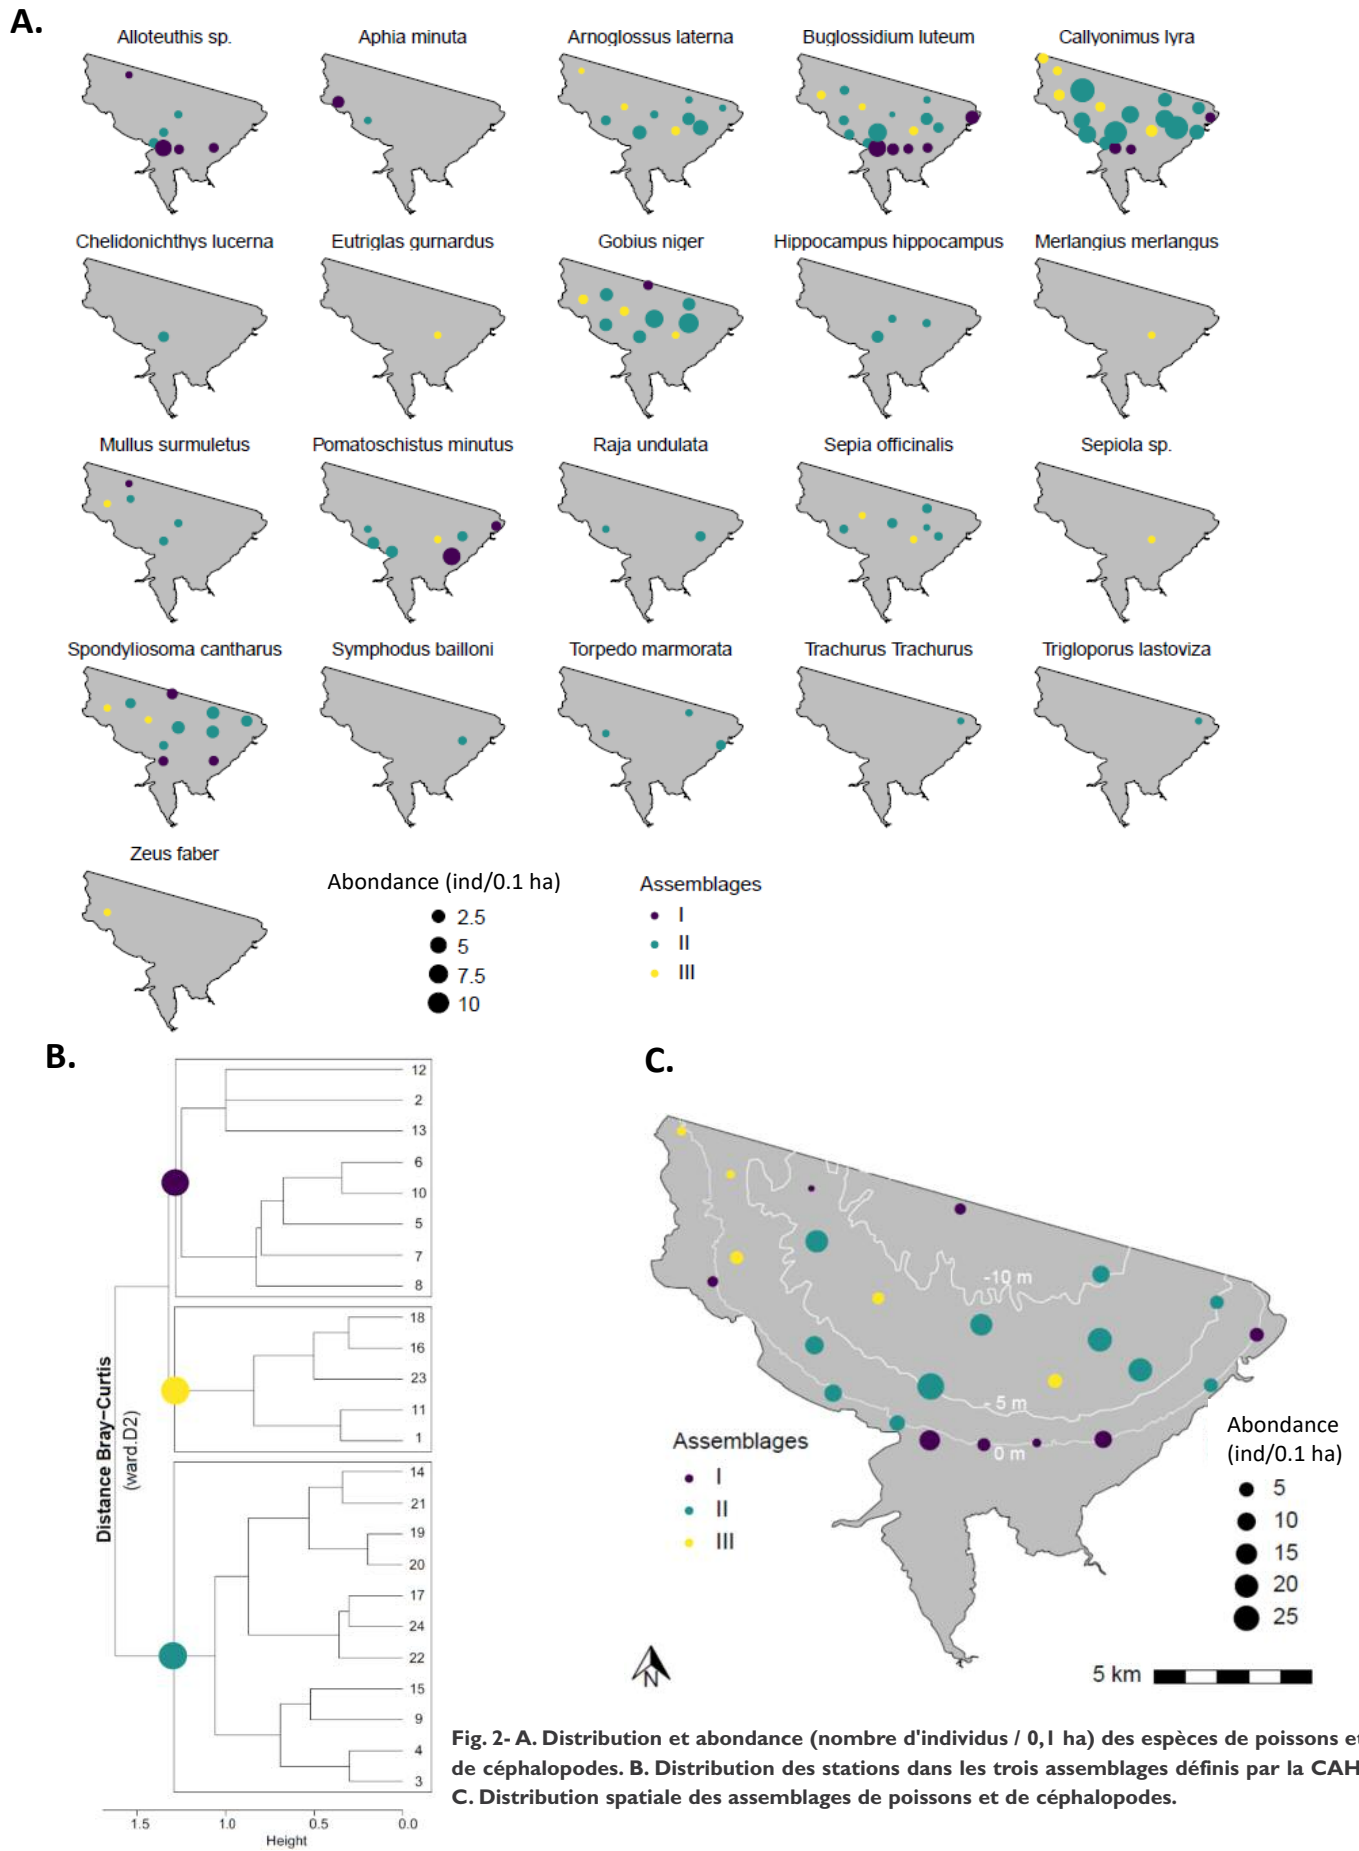 A.
Alloteuthis sp.
Aphia minuta
Arnoglossus laterna
Buglossidium luteum
Callyonimus lyra
Chelidonichthys lucerna
Eutriglas gurnardus
Gobius niger
Hippocampus hippocampus
Merlangius merlangus
Mullus surmuletus
Pomatoschistus minutus
Raja undulata
Sepia officinalis
Sepiola sp.
Spondyliosoma cantharus
Symphodus bailloni
Torpedo marmorata
Trachurus Trachurus
Trigloporus lastoviza
Zeus faber
Abondance (ind/0.1 ha)
2.5
5
7.5
10
Assemblages
I
II
III
B.
Distance Bray-Curtis
(ward.D2)
12
2
13
6
10
5
7
8
18
16
23
11
1
14
21
19
20
17
24
22
15
9
4
3
1.5
1.0
0.5
0.0
Height
C.
-10 m
- 5 m
0 m
Assemblages
I
II
III
Abondance
(ind/0.1 ha)
5
10
15
20
25
N
5 km
Fig. 2- A. Distribution et abondance (nombre d'individus / 0,1 ha) des espèces de poissons et
de céphalopodes. B. Distribution des stations dans les trois assemblages définis par la CAH
C. Distribution spatiale des assemblages de poissons et de céphalopodes.